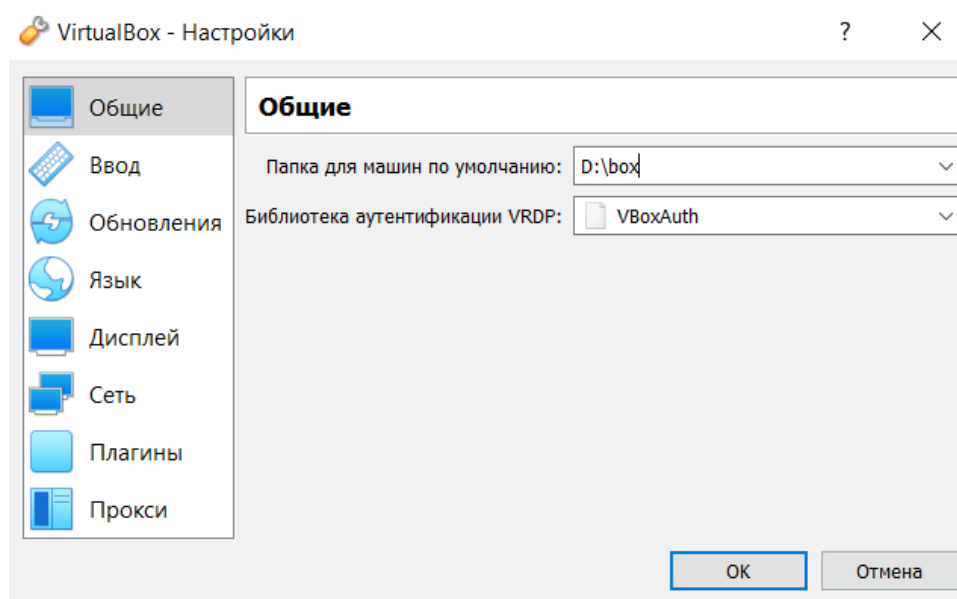 VirtualBox - Настройки
?
Общие
Ввод
Обновления
Язык
Дисплей
Сеть
Плагины
Прокси
Общие
Папка для машин по умолчанию: D:\box
Библиотека аутентификации VRDP: VBoxAuth
OK
Отмена